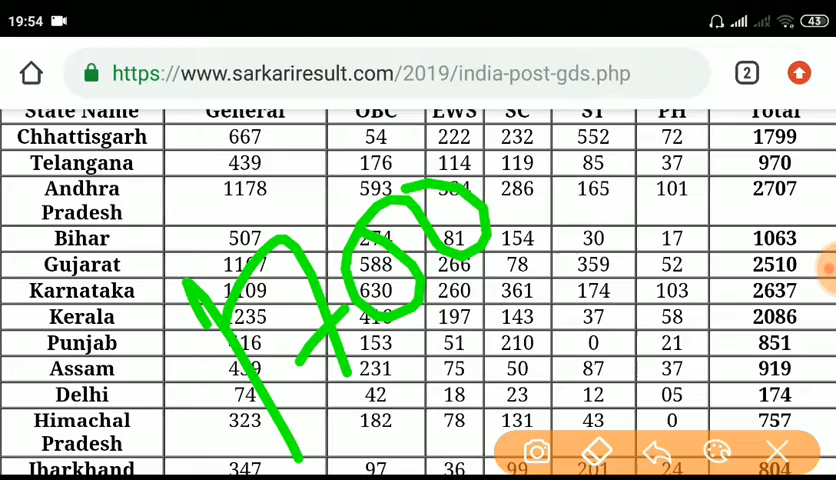 19:54 43
https://www.sarkariresult.com/2019/india-post-gds.php 2
State Name General OBC EWS SC ST PH Total
Chhattisgarh 667 54 222 232 552 72 1799
Telangana 439 176 114 119 85 37 970
Andhra Pradesh 1178 593 384 286 165 101 2707
Bihar 507 274 81 154 30 17 1063
Gujarat 1167 588 266 78 359 52 2510
Karnataka 1109 630 260 361 174 103 2637
Kerala 1235 416 197 143 37 58 2086
Punjab 416 153 51 210 0 21 851
Assam 439 231 75 50 87 37 919
Delhi 74 42 18 23 12 05 174
Himachal Pradesh 323 182 78 131 43 0 757
Jharkhand 347 97 36 99 201 24 804